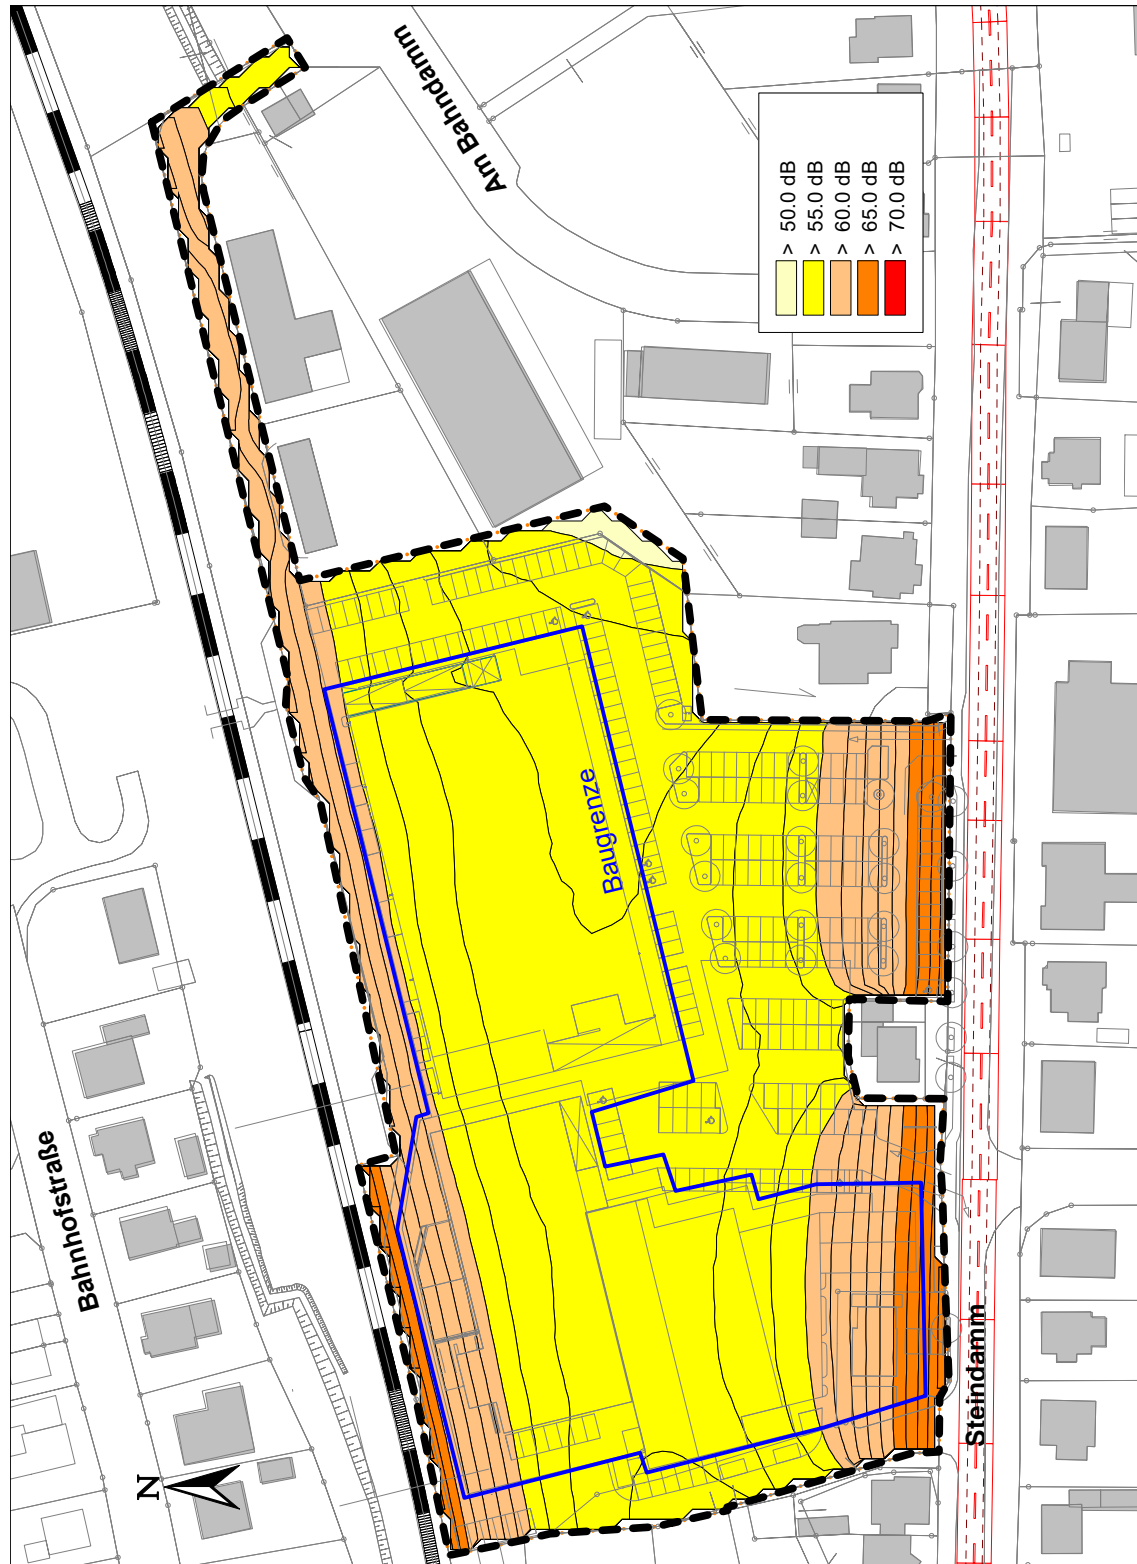 Am Bahndamm
> 50.0 dB
> 55.0 dB
> 60.0 dB
> 65.0 dB
> 70.0 dB
Baugrenze
Bahnhofstraße
Steindamm
N